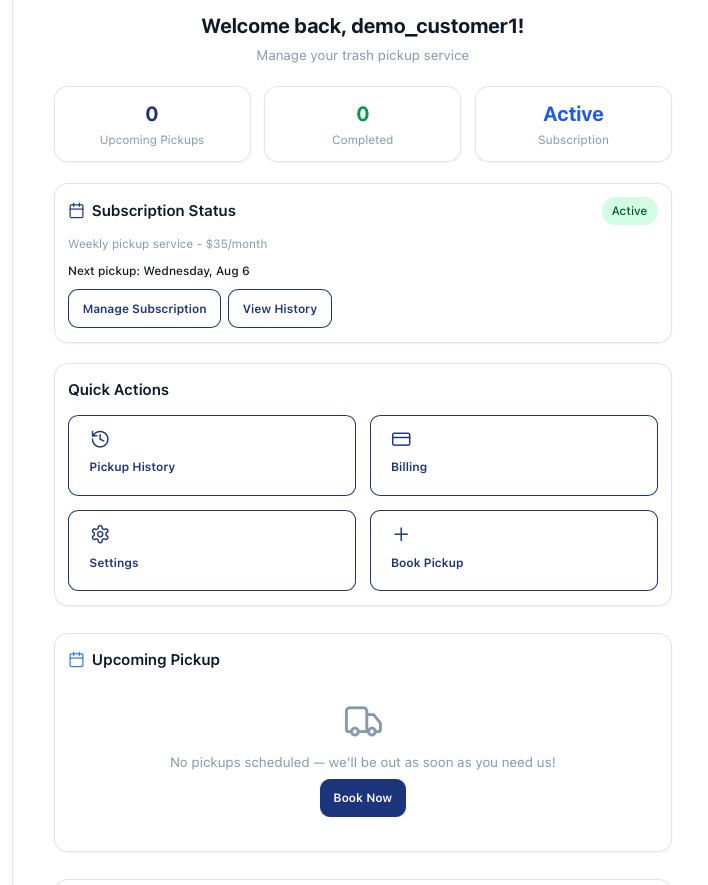 Welcome back, demo_customer1!
Manage your trash pickup service
0
Upcoming Pickups
0
Completed
Active
Subscription
Subscription Status
Active
Weekly pickup service - $35/month
Next pickup: Wednesday, Aug 6
Manage Subscription
View History
Quick Actions
Pickup History
Billing
Settings
Book Pickup
Upcoming Pickup
No pickups scheduled — we'll be out as soon as you need us!
Book Now